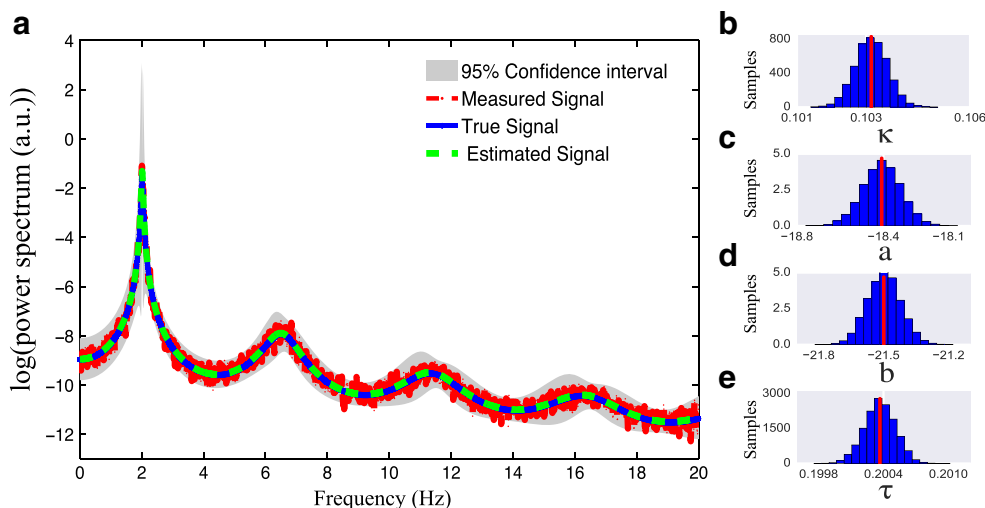 a
4
2
0
−2
−4
−6
−8
−10
−12
log(power spectrum (a.u.))
95% Confidence interval
Measured Signal
True Signal
Estimated Signal
0 2 4 6 8 10 12 14 16 18 20
Frequency (Hz)
b
800
400
0
Samples
0.101 0.103 0.106
κ
c
5.0
2.5
0.0
Samples
−18.8 −18.4 −18.1
a
d
5.0
2.5
0.0
Samples
−21.8 −21.5 −21.2
b
e
3000
1500
0
Samples
0.1998 0.2004 0.2010
τ